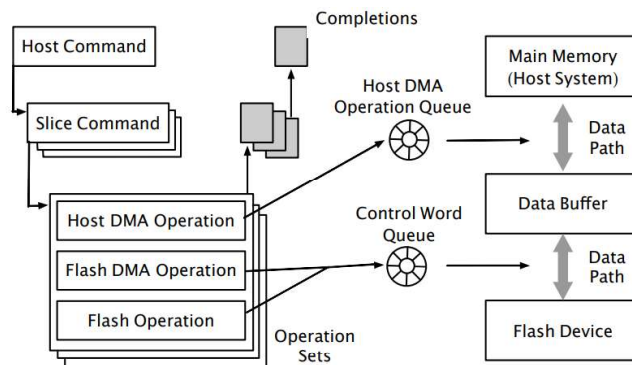 Completions
Host Command
Host DMA
Operation Queue
Main Memory
(Host System)
Slice Command
Data
Path
Host DMA Operation
Control Word
Queue
Data Buffer
Flash DMA Operation
Data
Path
Flash Operation
Operation
Sets
Flash Device